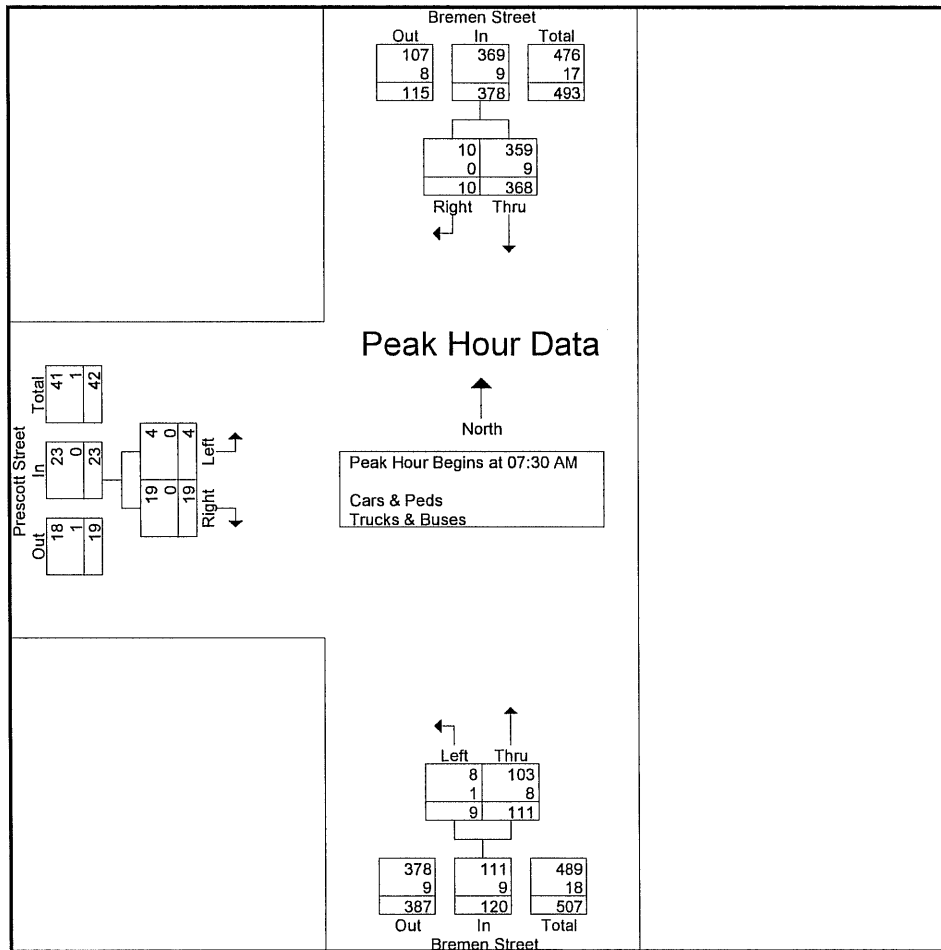 Bremen Street
Out In Total
107 369 476
8 9 17
115 378 493
10 359
0 9
10 368
Right Thru
Peak Hour Data
North
Peak Hour Begins at 07:30 AM
Cars & Peds
Trucks & Buses
Prescott Street
Out In Total
18 23 41
1 0 1
19 23 42
19 4
0 0
19 4
Right Left
Left Thru
8 103
1 8
9 111
378 111 489
9 9 18
387 120 507
Out In Total
Bremen Street